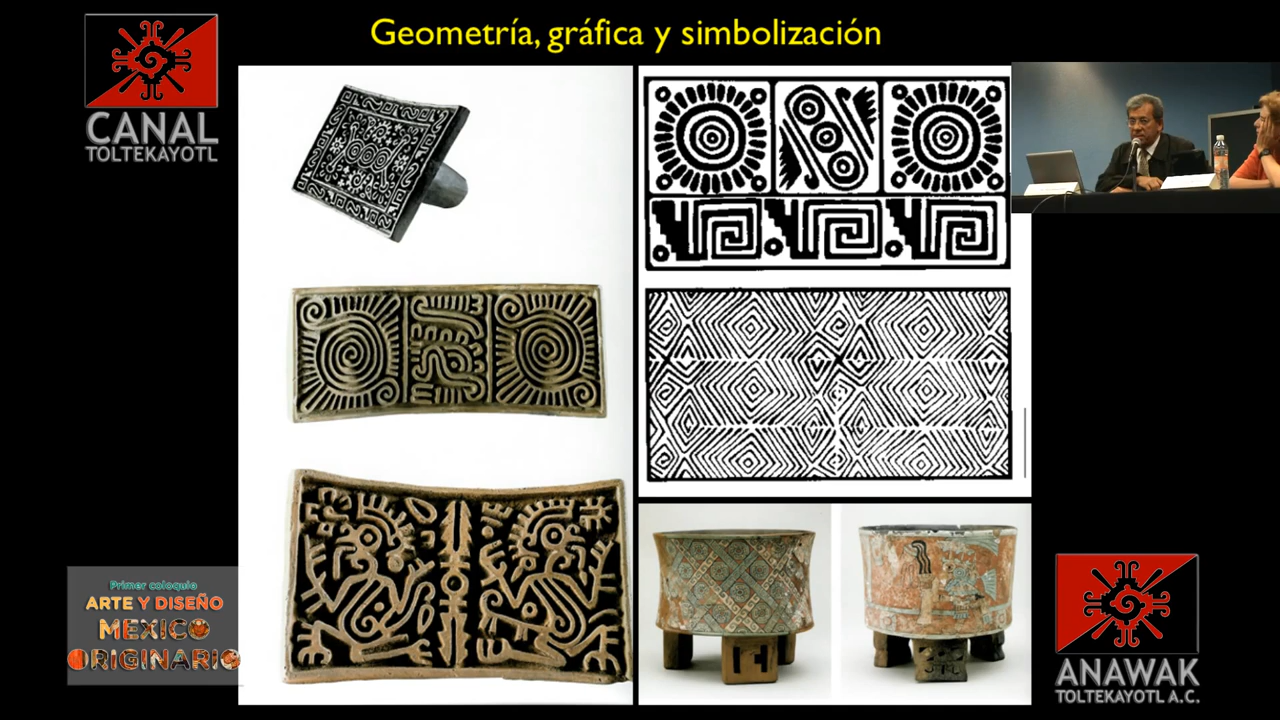 Geometría, gráfica y simbolización
CANAL
TOLTEKAYOTL
Primer coloquio
ARTE Y DISEÑO
MEXICO
ORIGINARIO
ANAWAK
TOLTEKAYOTL A.C.